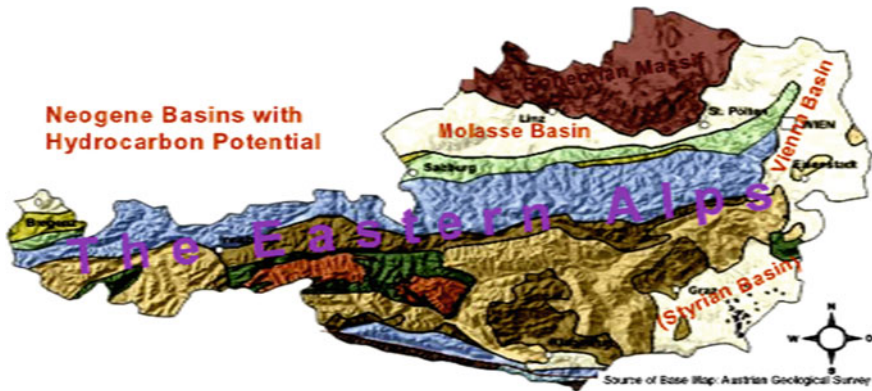 Bohemian Massif
Neogene Basins with
Hydrocarbon Potential
Linz
St. Pölten
Molasse Basin
WIEN
Vienna Basin
Salzburg
Eisenstadt
The Eastern Alps
Graz
(Styrian Basin)
N
W O
S
Source of Base Map: Austrian Geological Survey